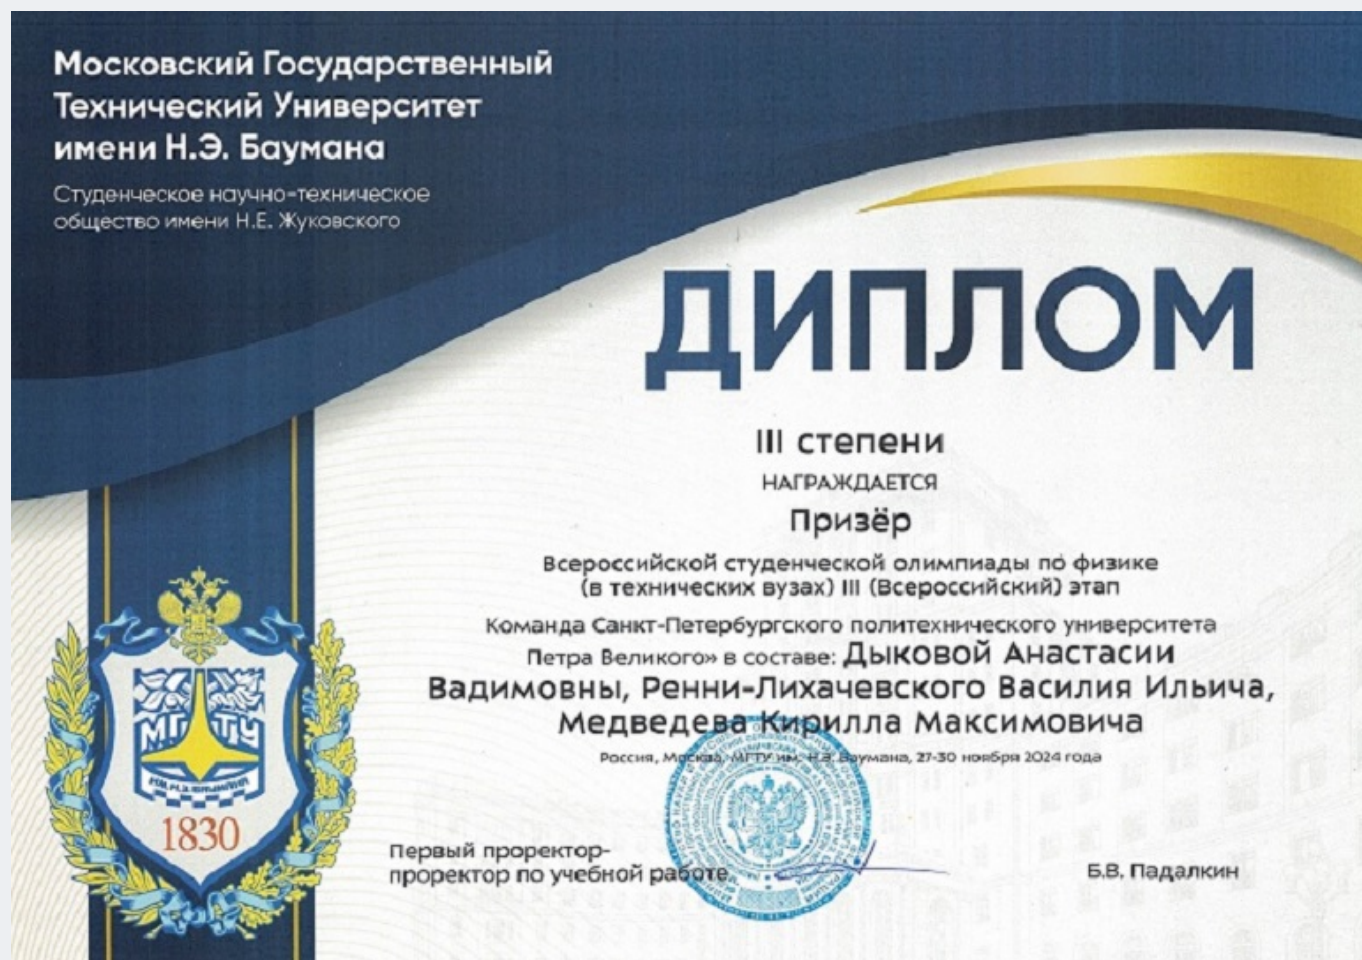 Московский Государственный
Технический Университет
имени Н.Э. Баумана
Студенческое научно-техническое
общество имени Н.Е. Жуковского
ДИПЛОМ
III степени
НАГРАЖДАЕТСЯ
Призёр
Всероссийской студенческой олимпиады по физике
(в технических вузах) III (Всероссийский) этап
Команда Санкт-Петербургского политехнического университета
Петра Великого» в составе: Дыковой Анастасии
Вадимовны, Ренни-Лихачевского Василия Ильича,
Медведева Кирилла Максимовича
Россия, Москва, МГТУ им. Н.Э. Баумана, 27-30 ноября 2024 года
МГТУ
ИМ.Н.Э.БАУМАНА
1830
Первый проректор-
проректор по учебной работе
Б.В. Падалкин